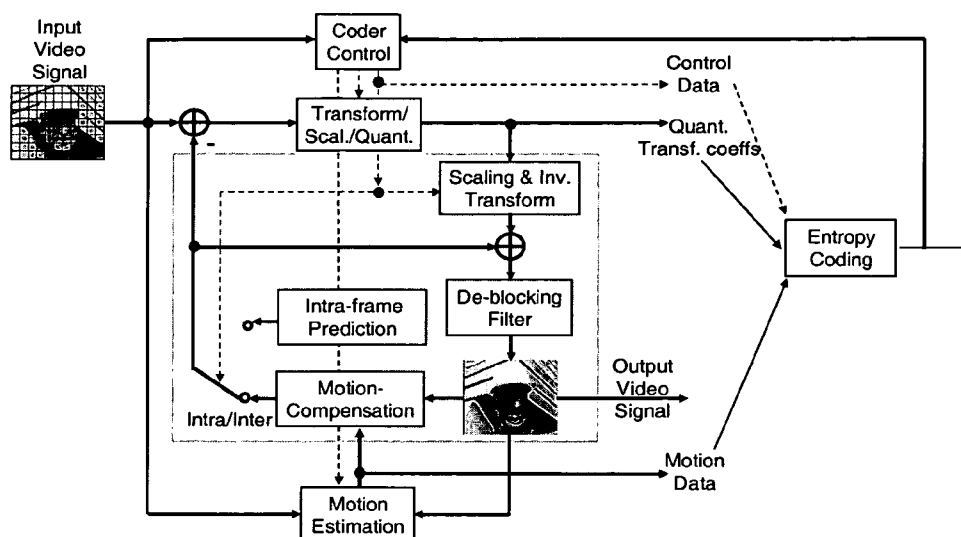 Input
Video
Signal
Coder
Control
Control
Data
Transform/
Scal./Quant.
-
Quant.
Transf. coeffs
Scaling & Inv.
Transform
Entropy
Coding
De-blocking
Filter
Intra-frame
Prediction
Output
Video
Signal
Motion-
Compensation
Intra/Inter
Motion
Data
Motion
Estimation